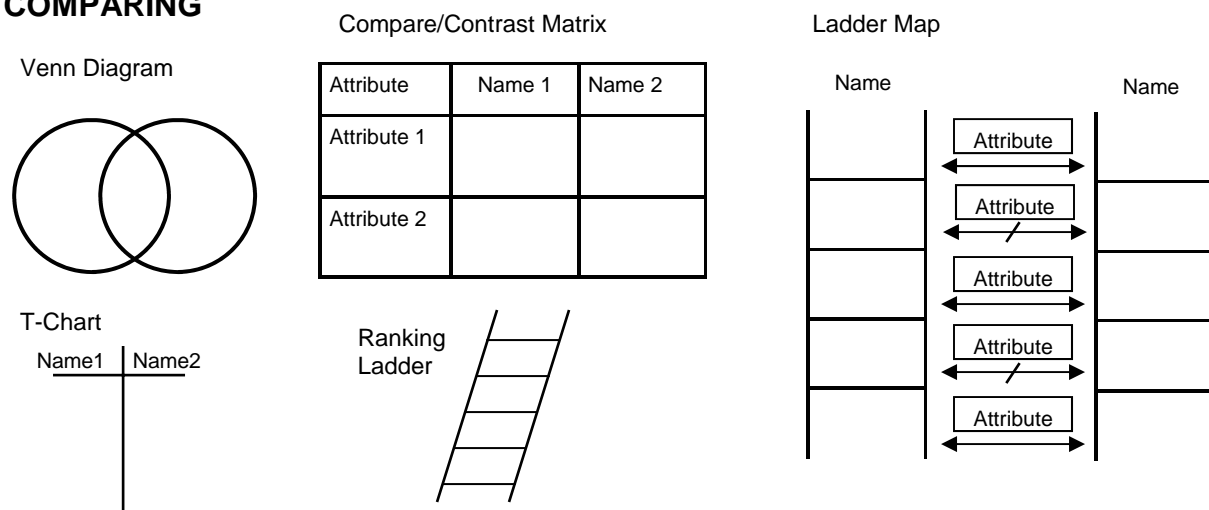 COMPARING
Venn Diagram
Compare/Contrast Matrix
Attribute Name 1 Name 2
Attribute 1
Attribute 2
Ladder Map
Name Name
Attribute
Attribute
Attribute
Attribute
Attribute
T-Chart
Name1 Name2
Ranking
Ladder